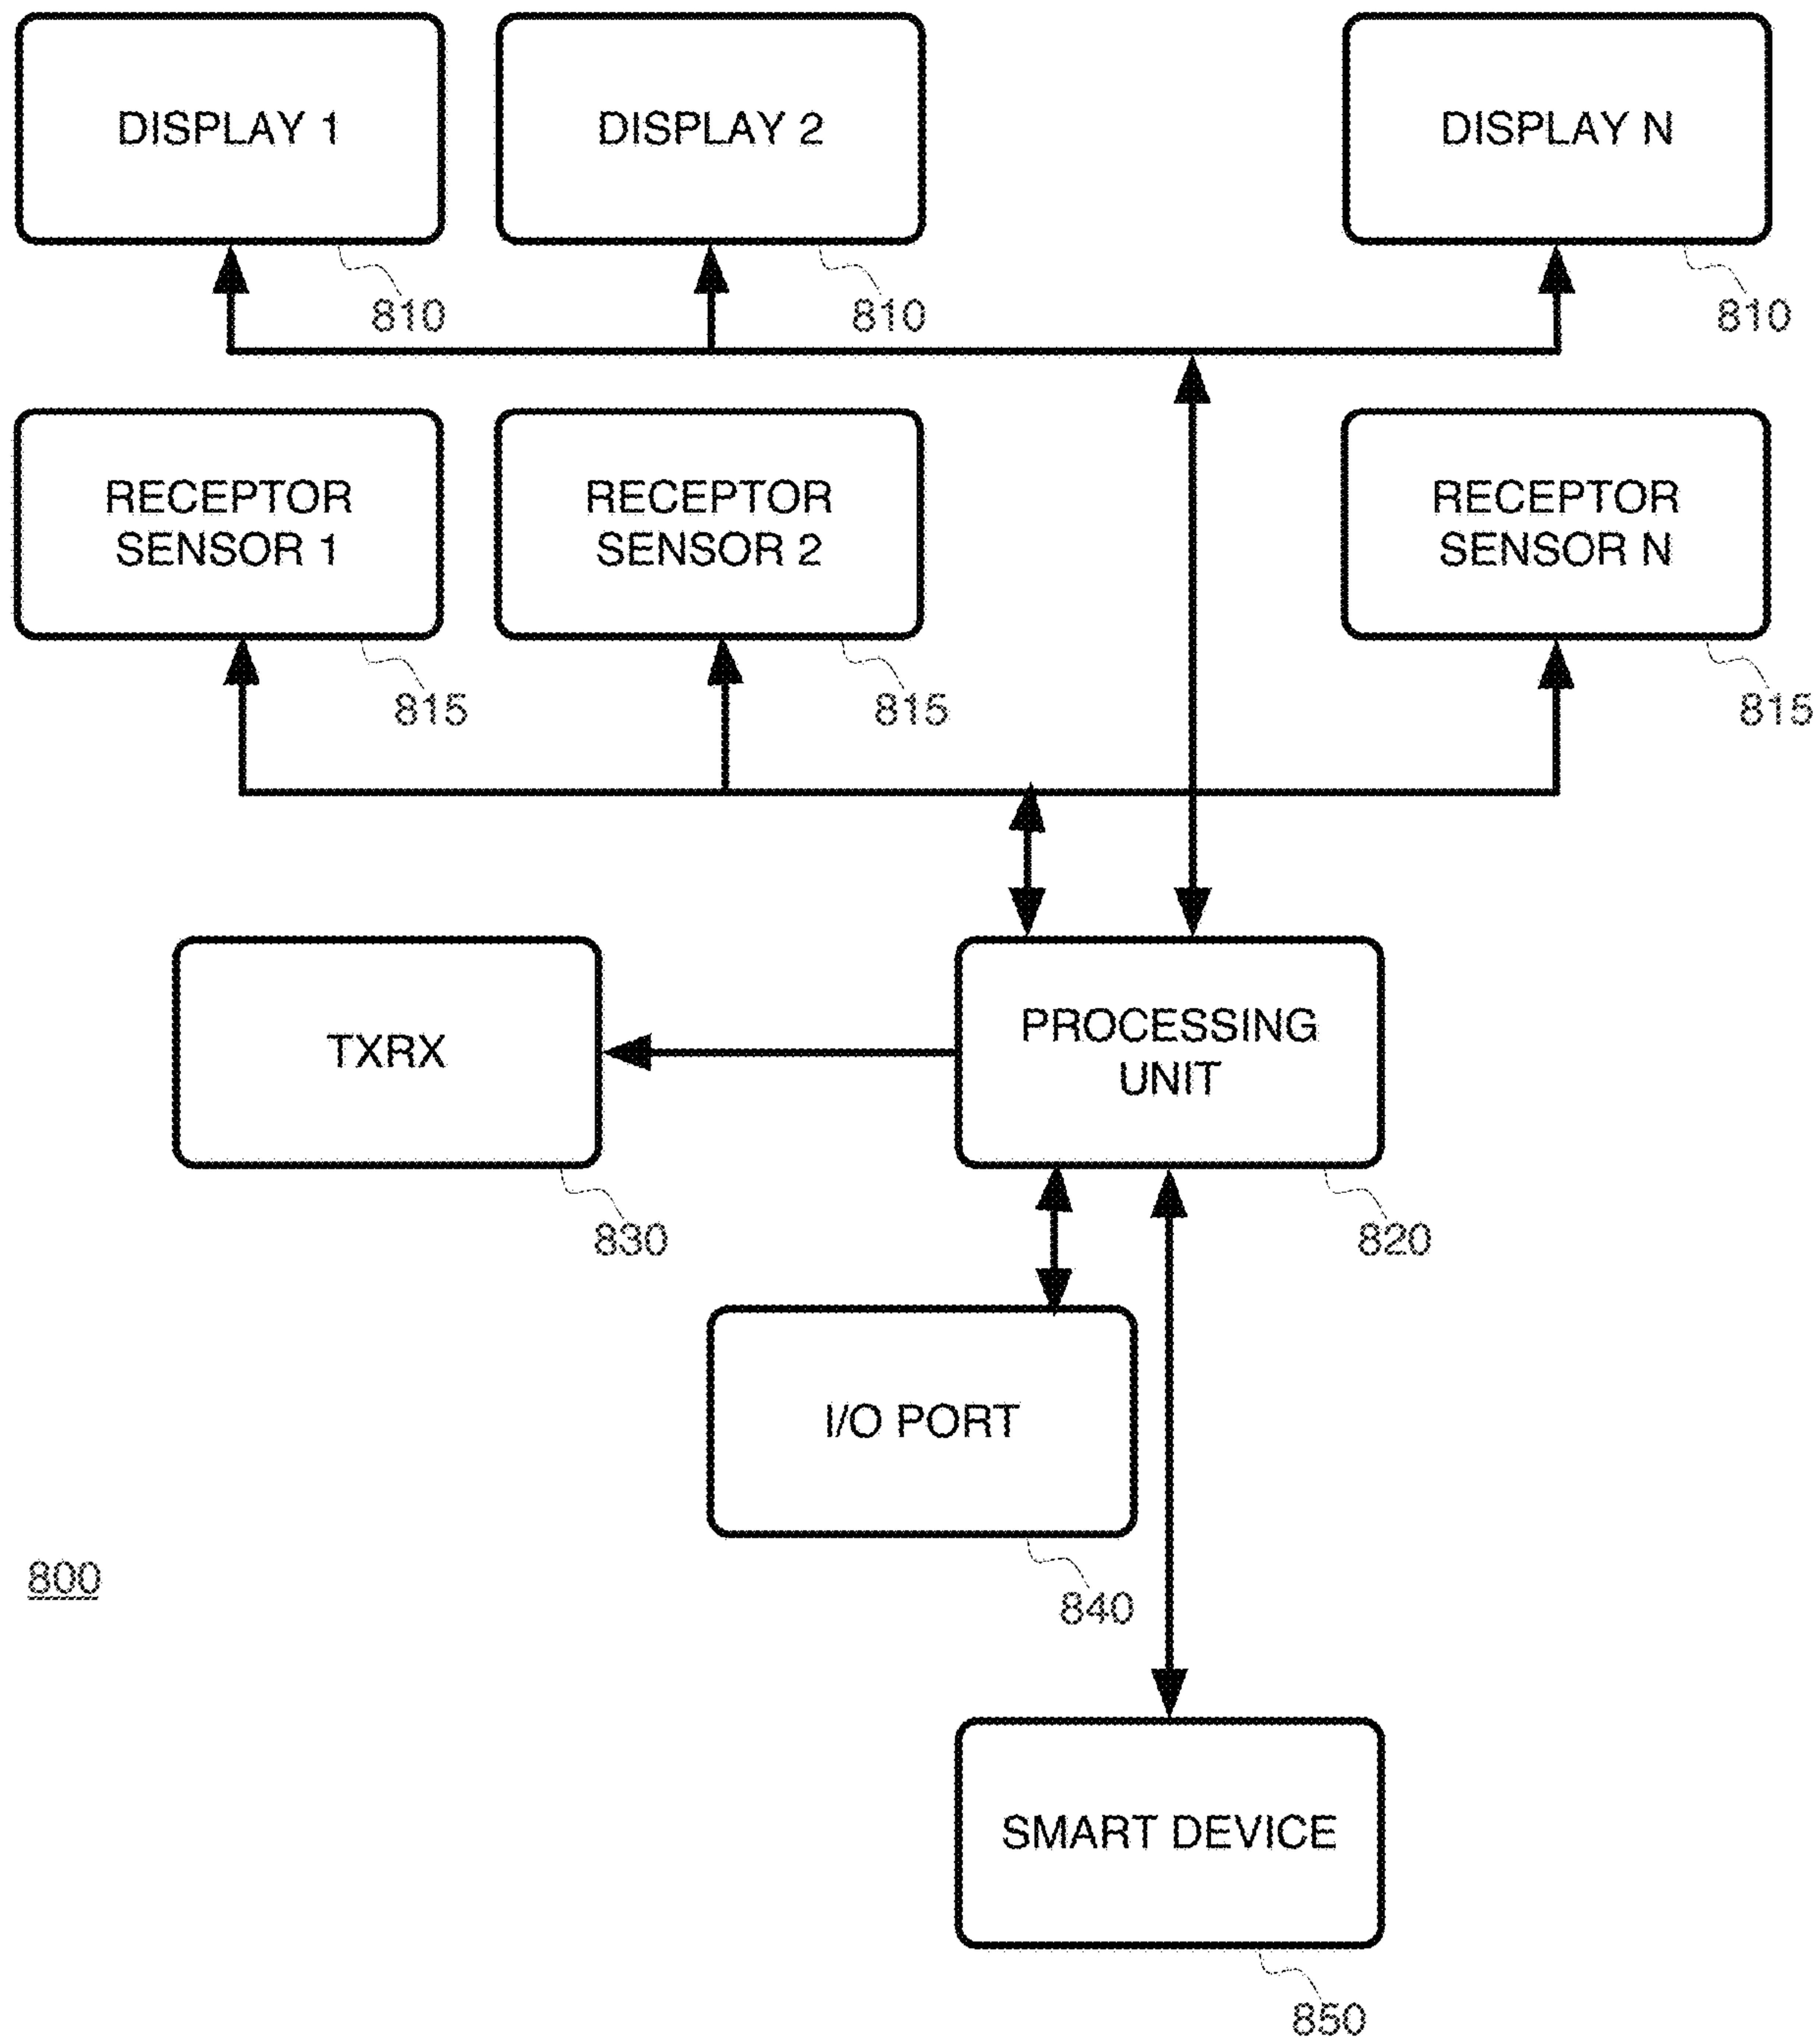 DISPLAY 1
DISPLAY 2
DISPLAY N
810
810
810
RECEPTOR
SENSOR 1
RECEPTOR
SENSOR 2
RECEPTOR
SENSOR N
815
815
815
TXRX
PROCESSING
UNIT
830
820
I/O PORT
800
840
SMART DEVICE
850